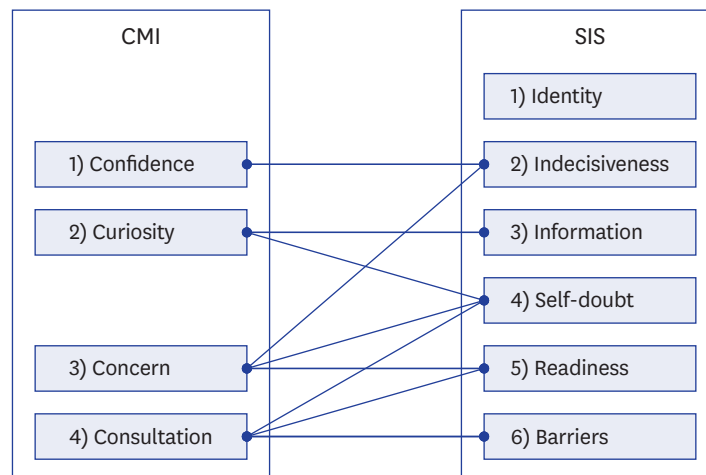 CMI
1) Confidence
2) Curiosity
3) Concern
4) Consultation
SIS
1) Identity
2) Indecisiveness
3) Information
4) Self-doubt
5) Readiness
6) Barriers